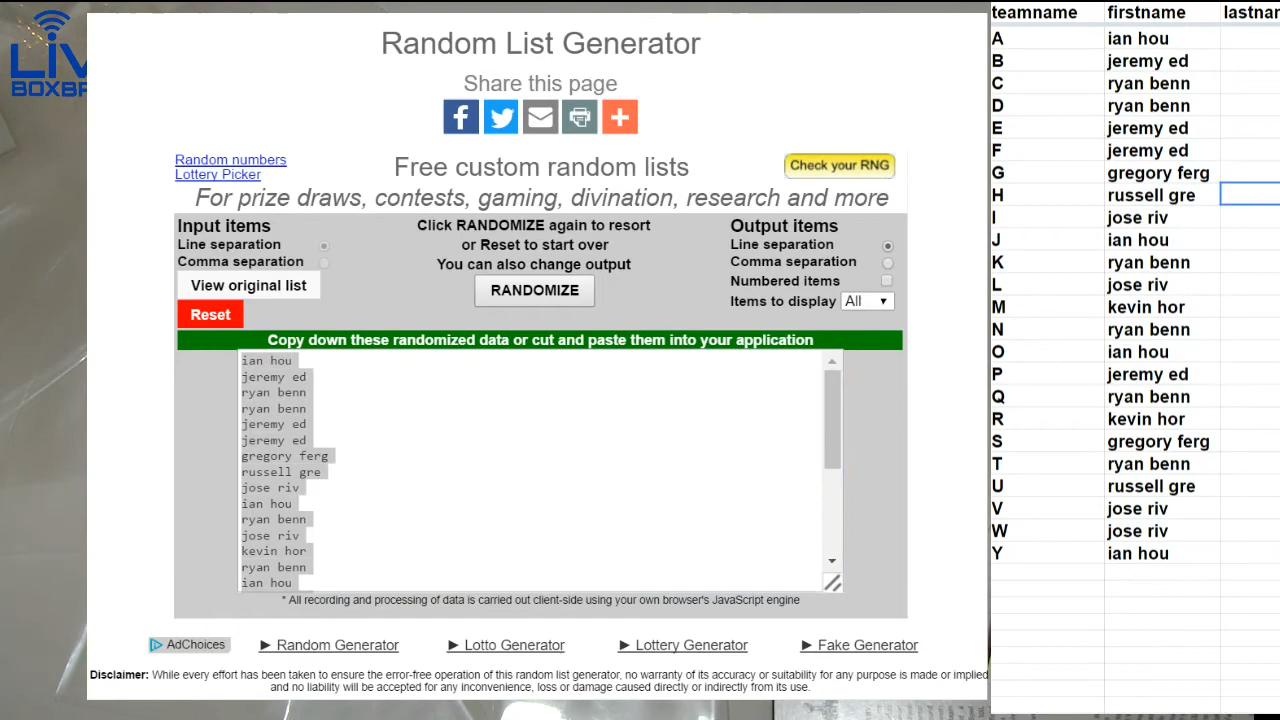 LIV
BOXBR
Random List Generator
Share this page
Random numbers
Lottery Picker
Free custom random lists
Check your RNG
For prize draws, contests, gaming, divination, research and more
Input items
Line separation
Comma separation
View original list
Reset
Click RANDOMIZE again to resort
or Reset to start over
You can also change output
RANDOMIZE
Output items
Line separation
Comma separation
Numbered items
Items to display All
Copy down these randomized data or cut and paste them into your application
ian hou
jeremy ed
ryan benn
ryan benn
jeremy ed
jeremy ed
gregory ferg
russell gre
jose riv
ian hou
ryan benn
jose riv
kevin hor
ryan benn
ian hou
* All recording and processing of data is carried out client-side using your own browser's JavaScript engine
AdChoices
► Random Generator
► Lotto Generator
► Lottery Generator
► Fake Generator
Disclaimer: While every effort has been taken to ensure the error-free operation of this random list generator, no warranty of its accuracy or suitability for any purpose is made or implied
and no liability will be accepted for any inconvenience, loss or damage caused directly or indirectly from its use.
teamname firstname lastnar
A ian hou
B jeremy ed
C ryan benn
D ryan benn
E jeremy ed
F jeremy ed
G gregory ferg
H russell gre
I jose riv
J ian hou
K ryan benn
L jose riv
M kevin hor
N ryan benn
O ian hou
P jeremy ed
Q ryan benn
R kevin hor
S gregory ferg
T ryan benn
U russell gre
V jose riv
W jose riv
Y ian hou